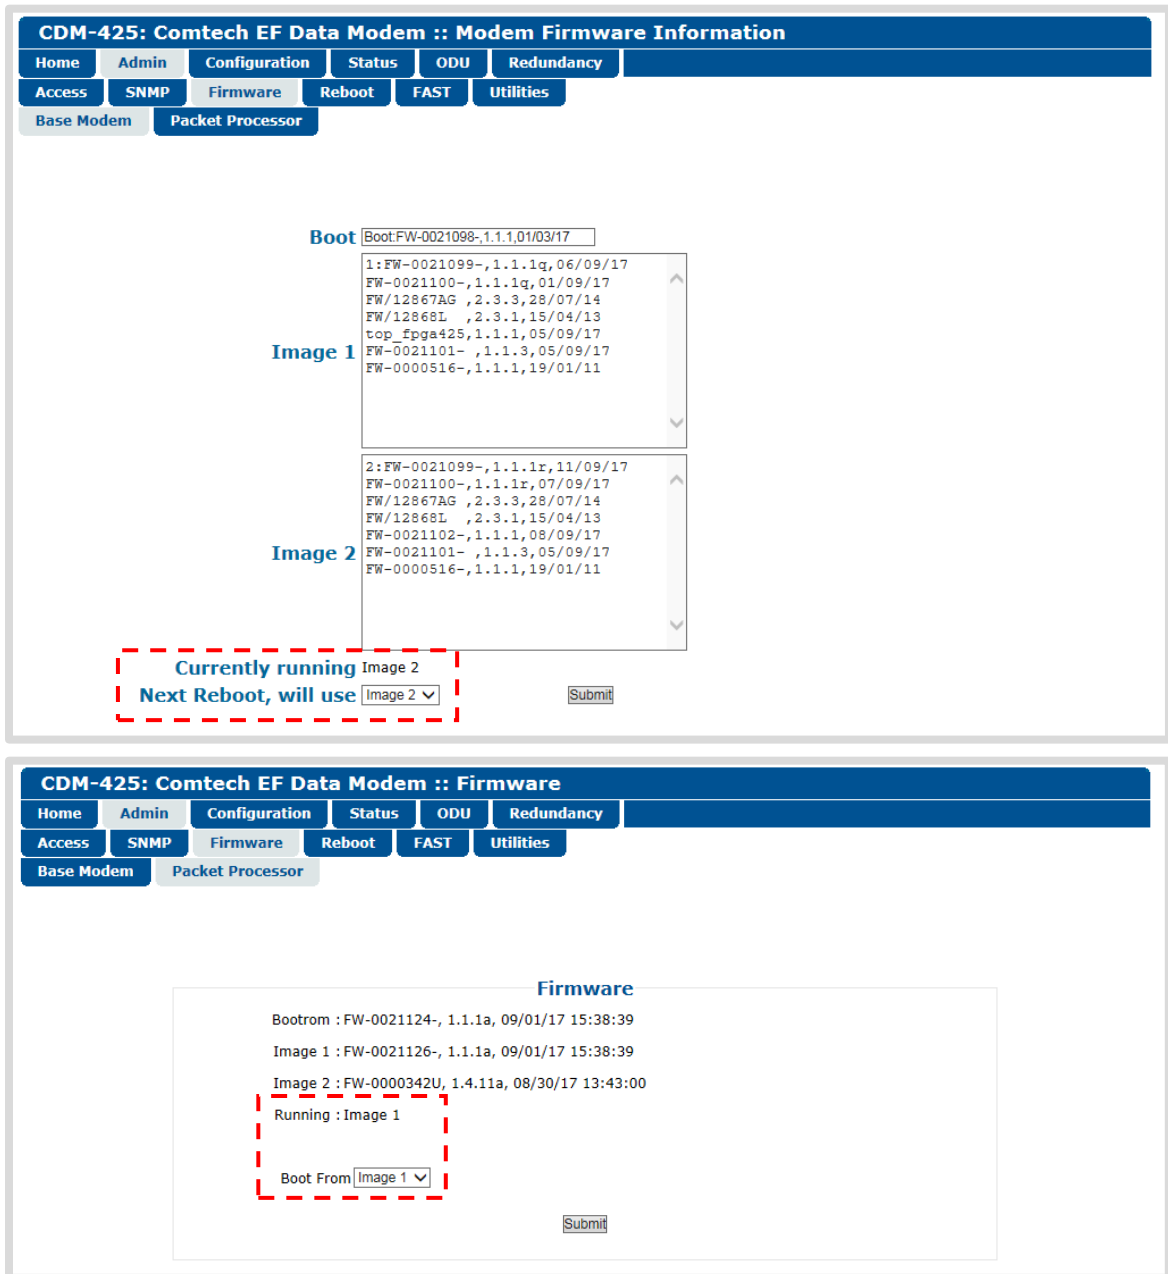 CDM-425: Comtech EF Data Modem :: Modem Firmware Information
Home Admin Configuration Status ODU Redundancy
Access SNMP Firmware Reboot FAST Utilities
Base Modem Packet Processor
Boot Boot:FW-0021098-,1.1.1,01/03/17
1:FW-0021099-,1.1.1q,06/09/17
FW-0021100-,1.1.1q,01/09/17
FW/12867AG ,2.3.3,28/07/14
FW/12868L  ,2.3.1,15/04/13
top_fpga425,1.1.1,05/09/17
Image 1 FW-0021101- ,1.1.3,05/09/17
FW-0000516-,1.1.1,19/01/11
2:FW-0021099-,1.1.1r,11/09/17
FW-0021100-,1.1.1r,07/09/17
FW/12867AG ,2.3.3,28/07/14
FW/12868L  ,2.3.1,15/04/13
FW-0021102-,1.1.1,08/09/17
Image 2 FW-0021101- ,1.1.3,05/09/17
FW-0000516-,1.1.1,19/01/11
Currently running Image 2
Next Reboot, will use Image 2 Submit
CDM-425: Comtech EF Data Modem :: Firmware
Home Admin Configuration Status ODU Redundancy
Access SNMP Firmware Reboot FAST Utilities
Base Modem Packet Processor
Firmware
Bootrom : FW-0021124-, 1.1.1a, 09/01/17 15:38:39
Image 1 : FW-0021126-, 1.1.1a, 09/01/17 15:38:39
Image 2 : FW-0000342U, 1.4.11a, 08/30/17 13:43:00
Running : Image 1
Boot From Image 1
Submit